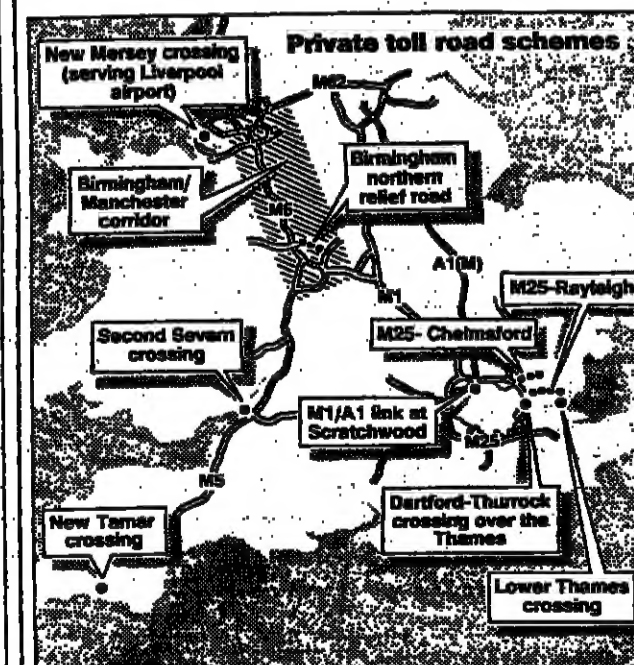 Private toll road schemes
New Mersey crossing
(serving Liverpool
airport)
M62
Birmingham/
Manchester
corridor
M6
Birmingham
northern
relief road
A1(M)
M1
M25-Rayleigh
M25- Chelmsford
Second Severn
crossing
M1/A1 link at
Scratchwood
M25
M5
Dartford-Thurrock
crossing over the
Thames
New Tamar
crossing
Lower Thames
crossing